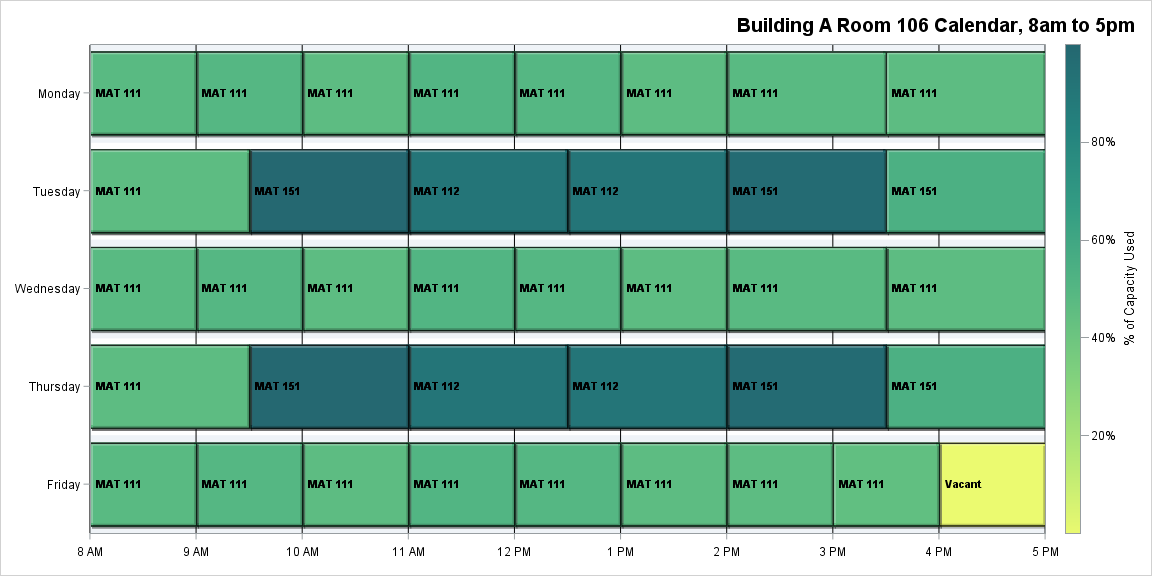 Building A Room 106 Calendar, 8am to 5pm
Monday MAT 111 MAT 111 MAT 111 MAT 111 MAT 111 MAT 111 MAT 111 MAT 111
80%
Tuesday MAT 111 MAT 151 MAT 112 MAT 112 MAT 151 MAT 151
60%
% of Capacity Used
Wednesday MAT 111 MAT 111 MAT 111 MAT 111 MAT 111 MAT 111 MAT 111 MAT 111
40%
Thursday MAT 111 MAT 151 MAT 112 MAT 112 MAT 151 MAT 151
20%
Friday MAT 111 MAT 111 MAT 111 MAT 111 MAT 111 MAT 111 MAT 111 MAT 111 Vacant
8 AM 9 AM 10 AM 11 AM 12 PM 1 PM 2 PM 3 PM 4 PM 5 PM